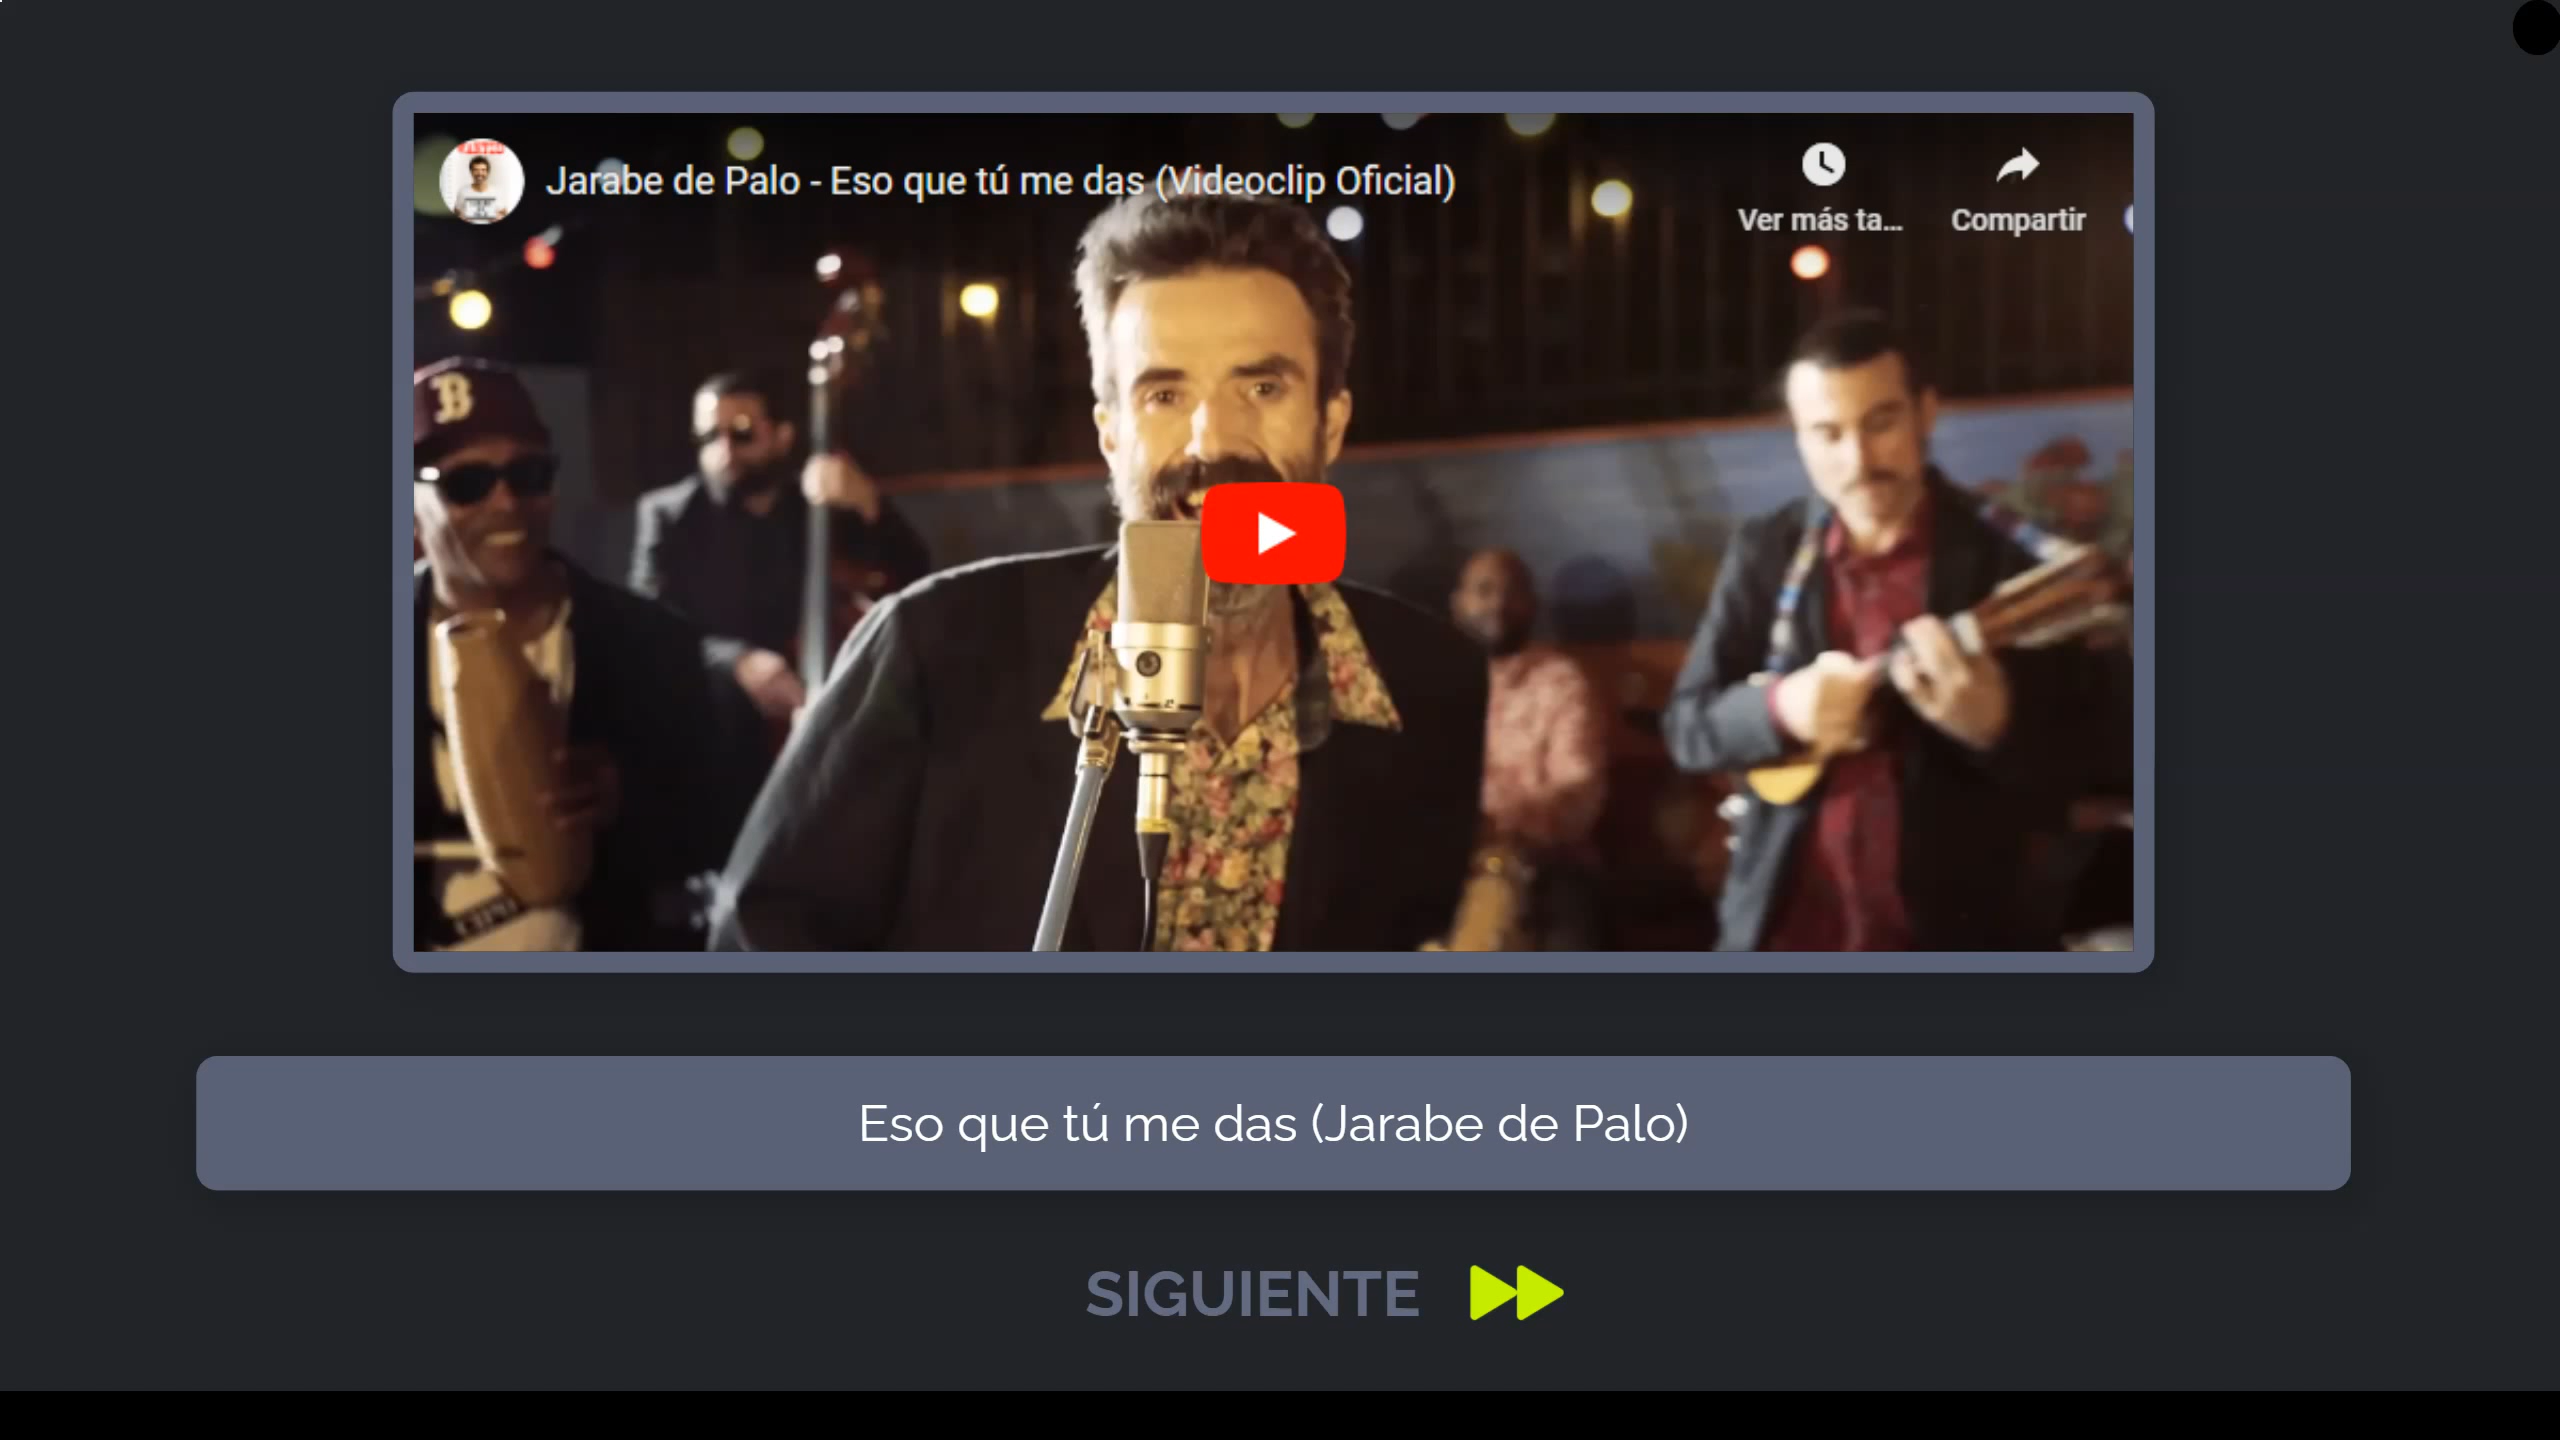 Jarabe de Palo - Eso que tú me das (Videoclip Oficial)
Ver más ta...
Compartir
B
Eso que tú me das (Jarabe de Palo)
SIGUIENTE